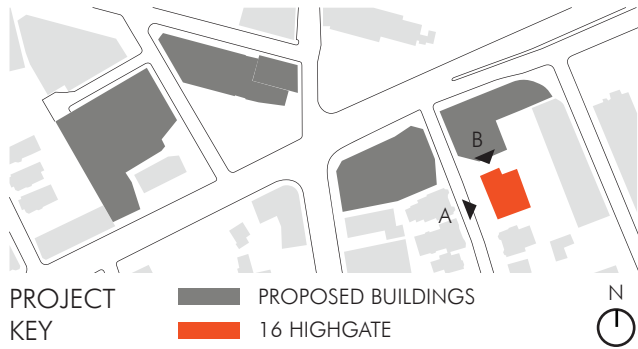 B
A
PROJECT
KEY
PROPOSED BUILDINGS
16 HIGHGATE
N